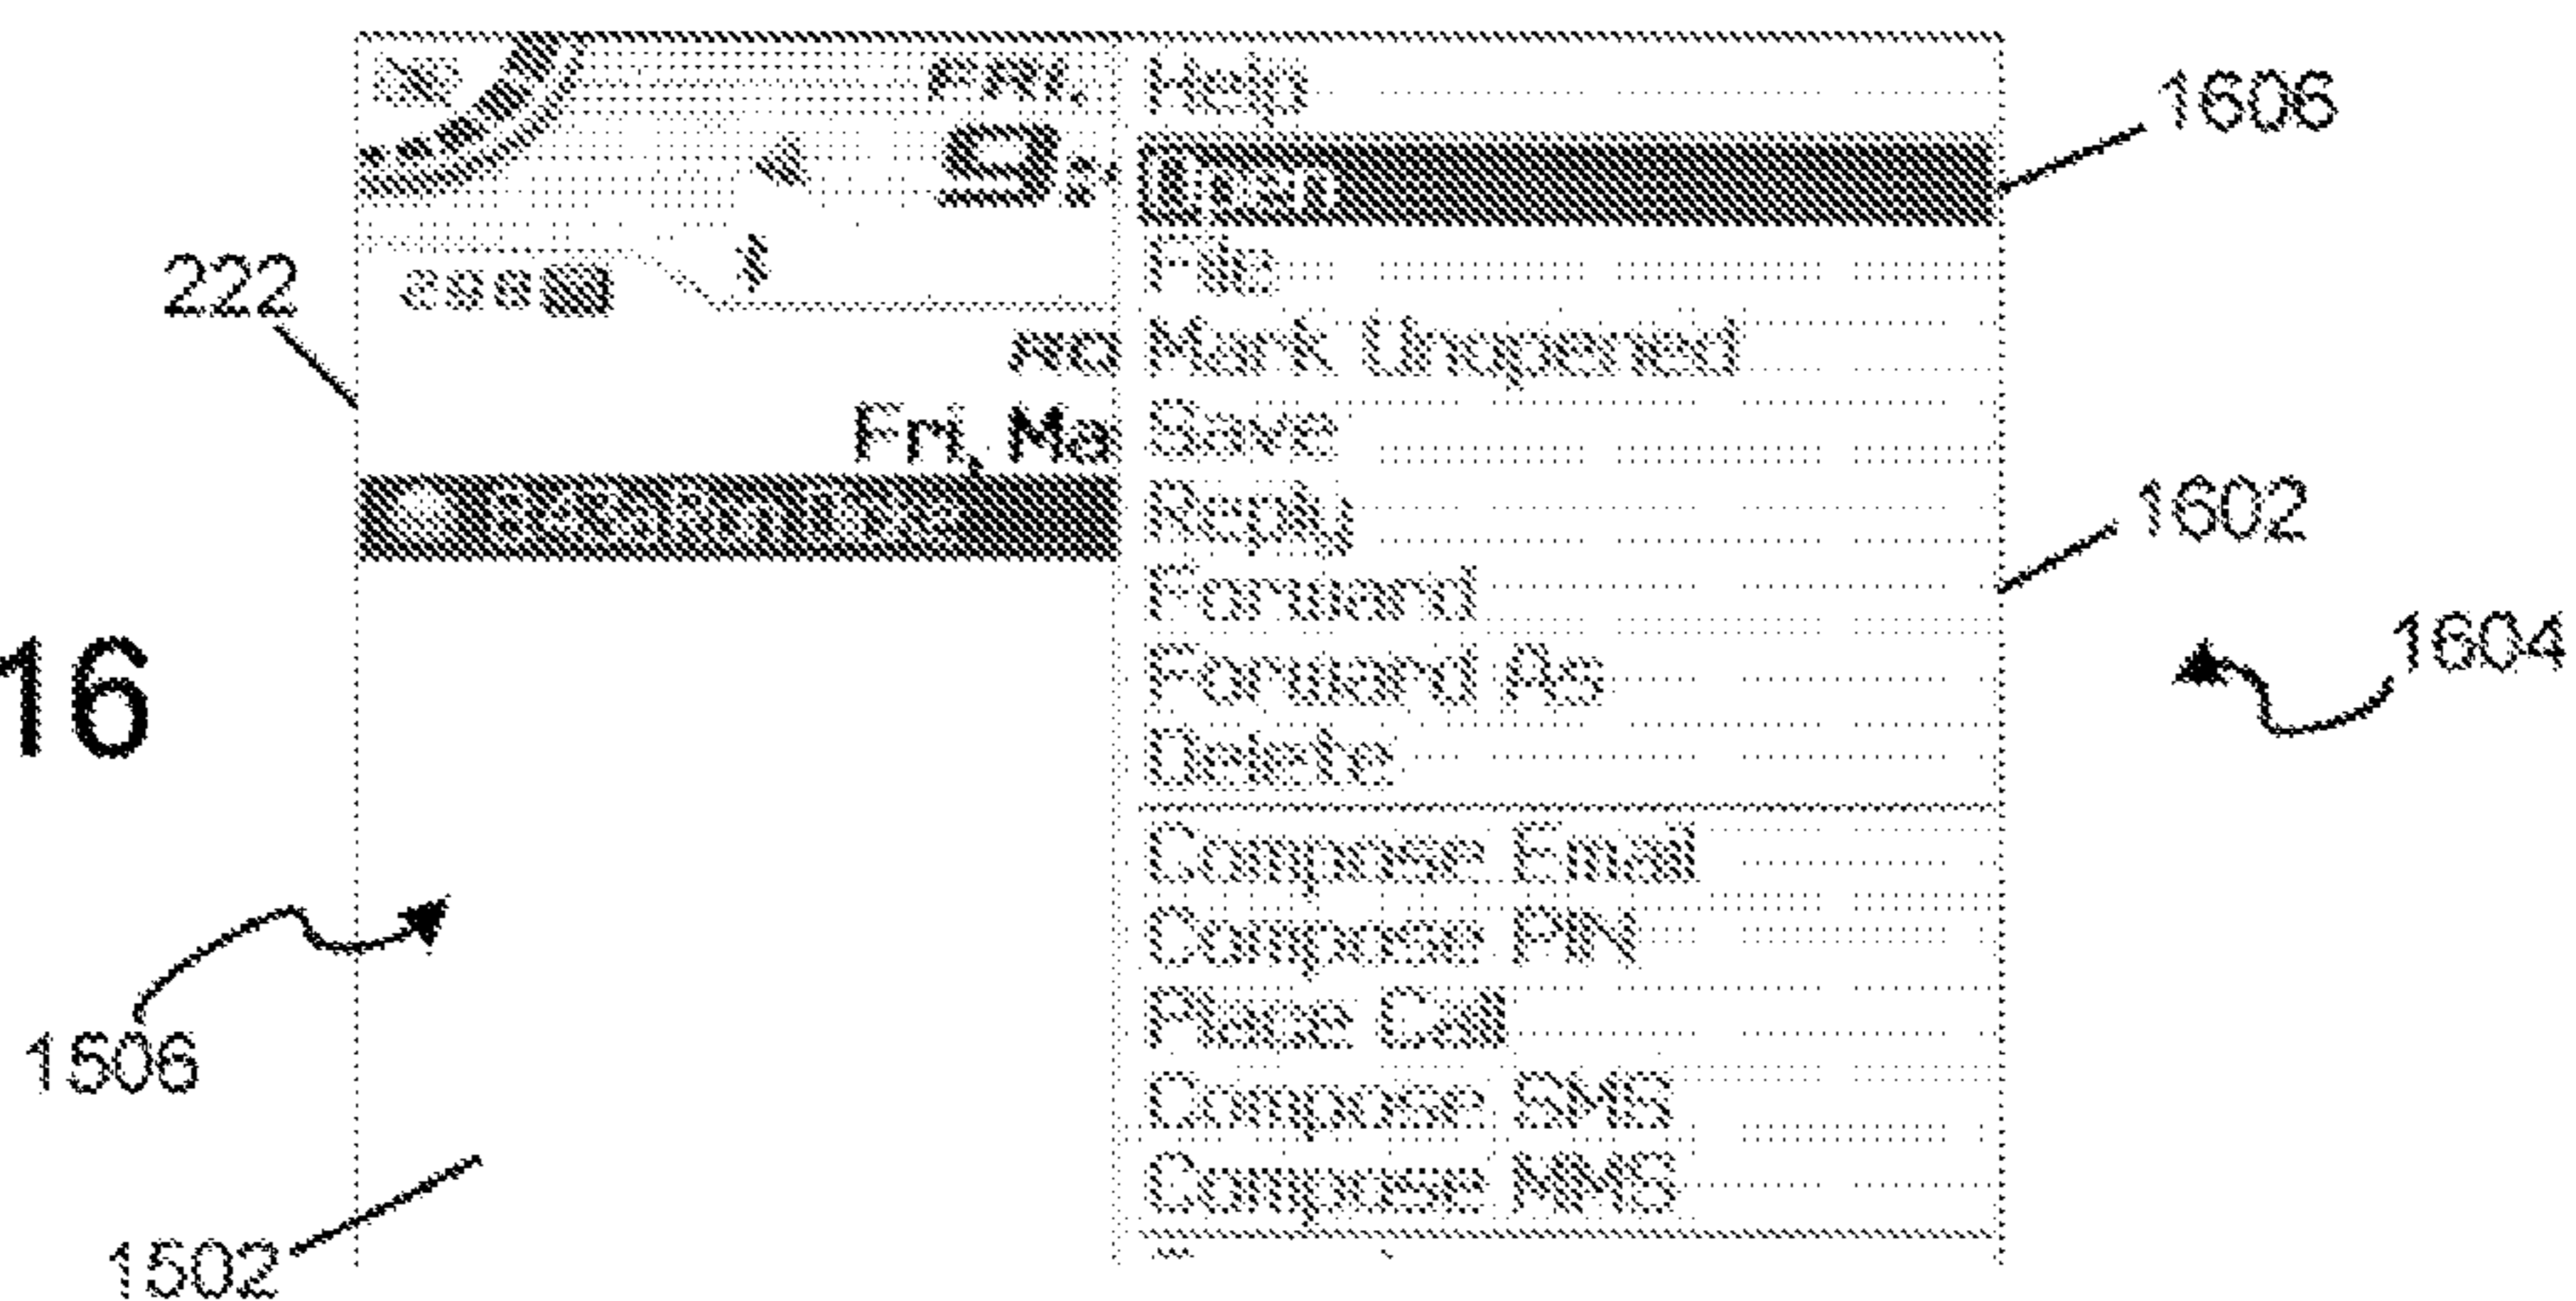 FRI.
Help
1606
Open
222
File
Mark Unopened
Save
Fri, Ma
Reply
1602
Forward
1604
16
Forward As
Delete
Compose Email
Compose PIN
1506
Place Call
Compose SMS
Compose MMS
1502